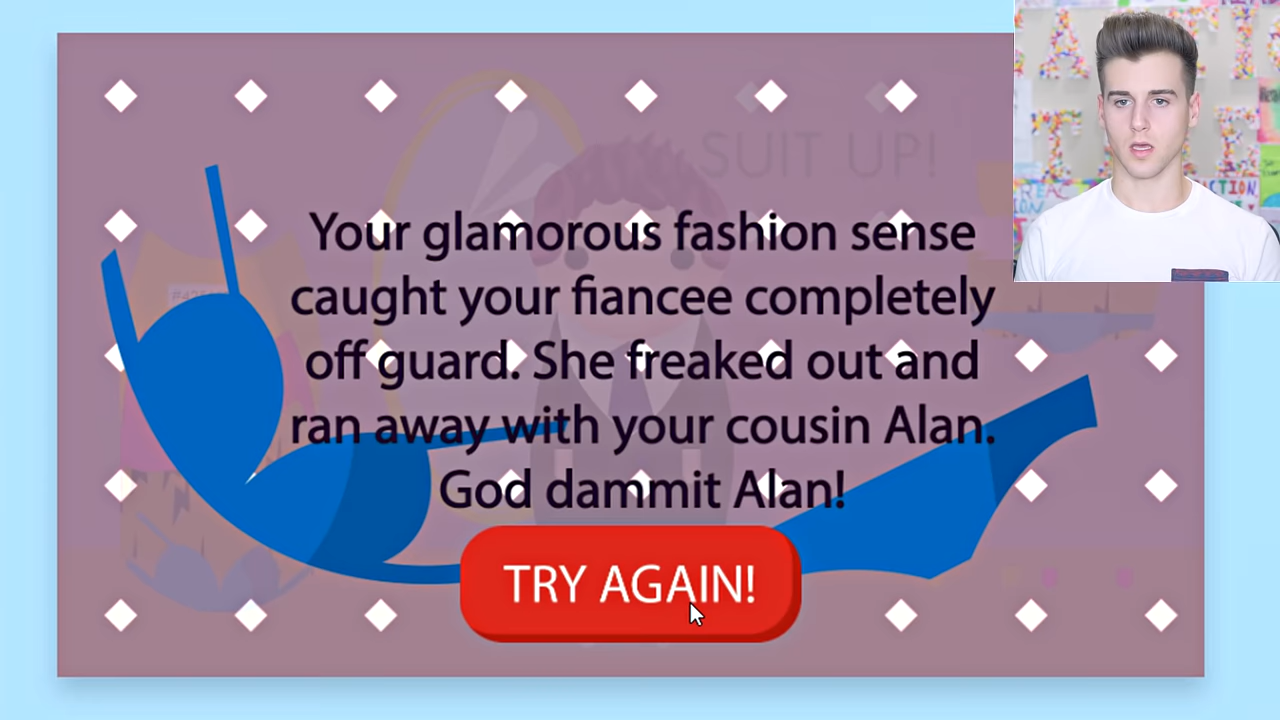 SUIT UP!
Your glamorous fashion sense
caught your fiancee completely
off guard. She freaked out and
ran away with your cousin Alan.
God dammit Alan!
TRY AGAIN!